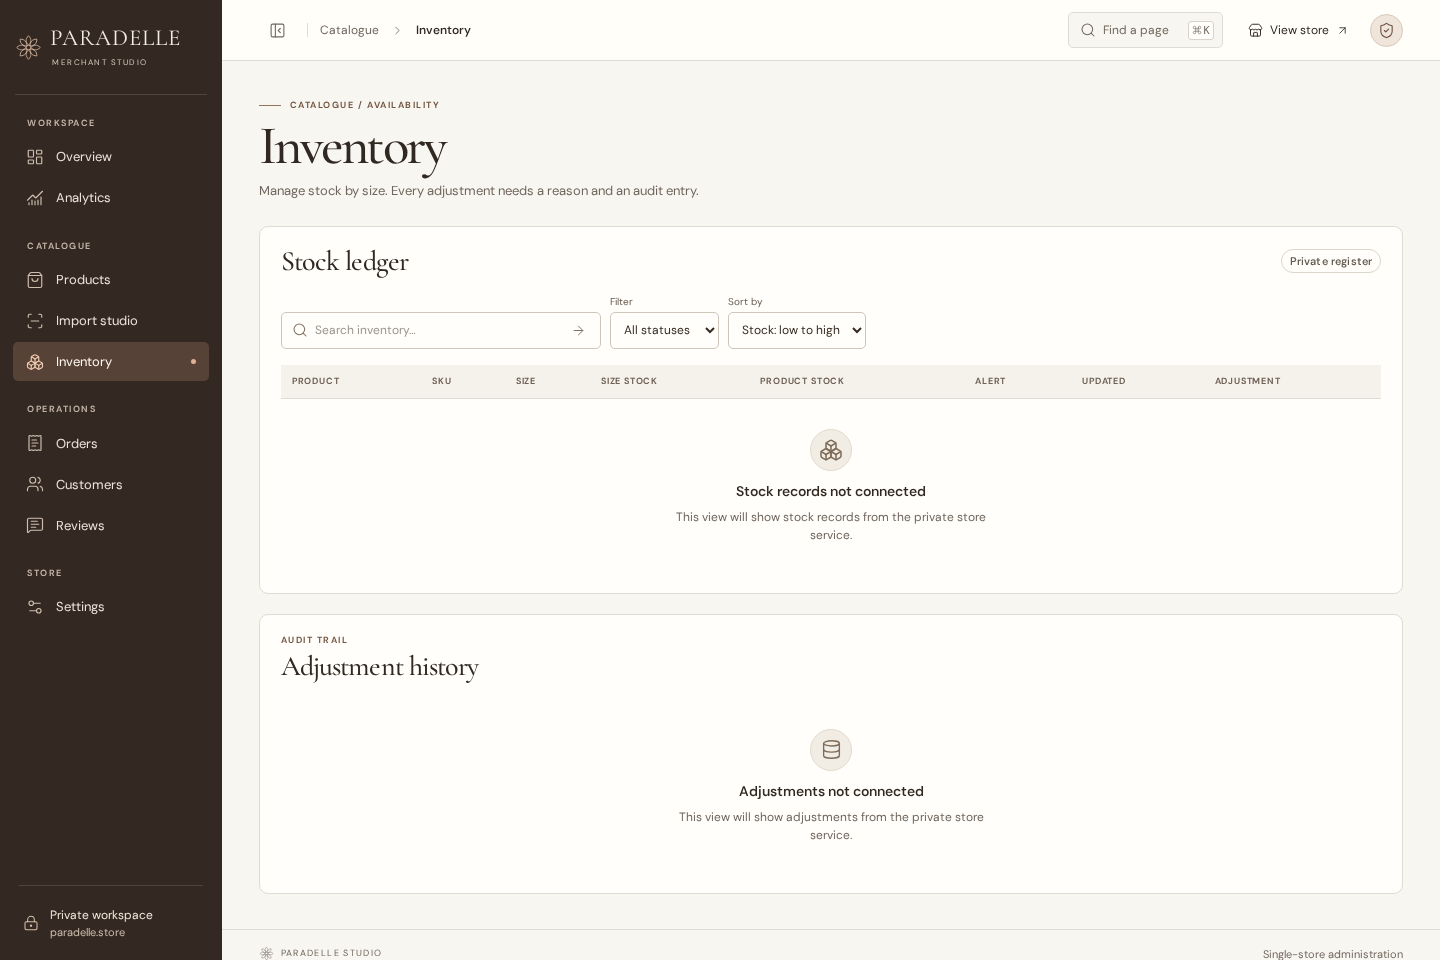 PARADELLE
MERCHANT STUDIO
WORKSPACE
Overview
Analytics
CATALOGUE
Products
Import studio
Inventory
OPERATIONS
Orders
Customers
Reviews
STORE
Settings
Private workspace
paradelle.store
Catalogue
Inventory
Find a page
⌘K
View store
CATALOGUE / AVAILABILITY
Inventory
Manage stock by size. Every adjustment needs a reason and an audit entry.
Stock ledger
Private register
Filter
Sort by
Search inventory...
All statuses
Stock: low to high
PRODUCT SKU SIZE SIZE STOCK PRODUCT STOCK ALERT UPDATED ADJUSTMENT
Stock records not connected
This view will show stock records from the private store
service.
AUDIT TRAIL
Adjustment history
Adjustments not connected
This view will show adjustments from the private store
service.
PARADELLE STUDIO
Single-store administration